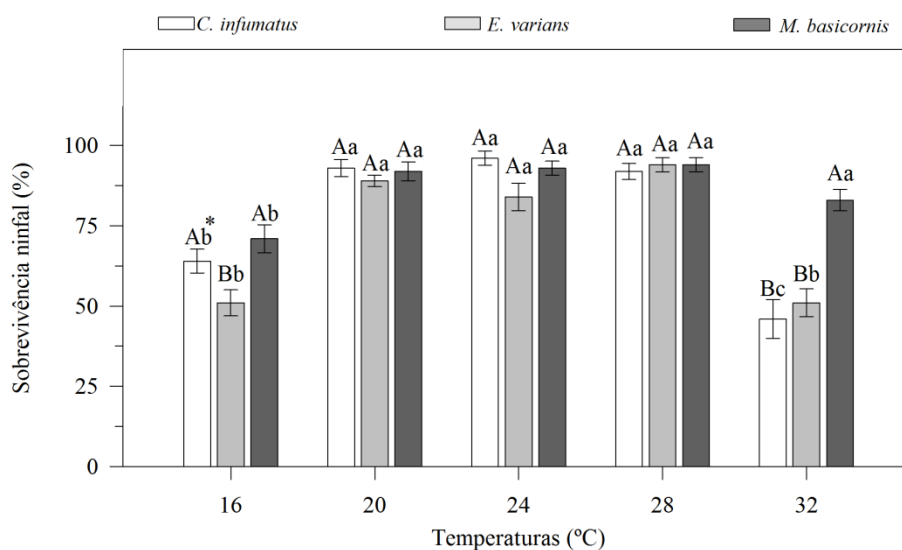 C. infumatus E. varians M. basicornis
Sobrevivência ninfal (%)
100
75
50
25
0
Ab* Bb Ab
Aa Aa Aa
Aa Aa Aa
Aa Aa Aa
Bc Bb Aa
16 20 24 28 32
Temperaturas (ºC)